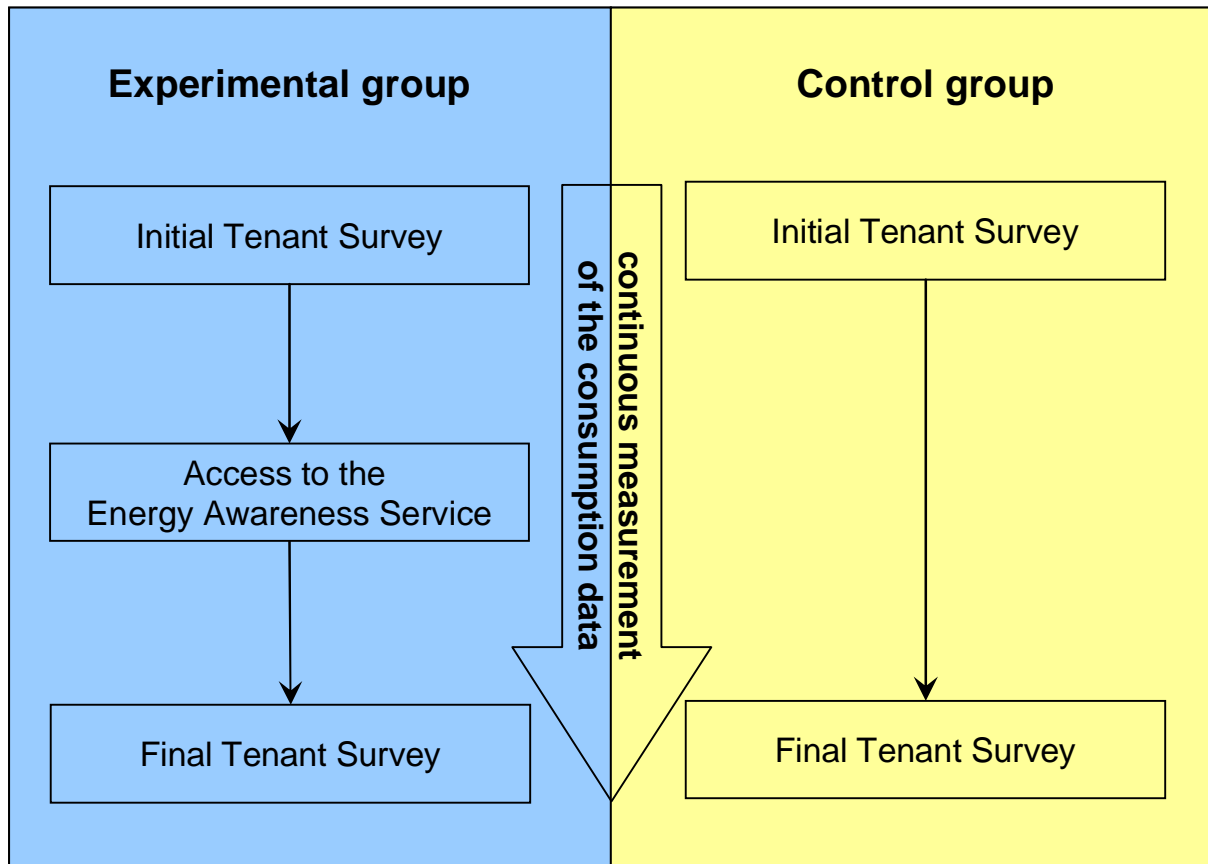 Experimental group
Control group
Initial Tenant Survey
Initial Tenant Survey
continuous measurement
of the consumption data
Access to the
Energy Awareness Service
Final Tenant Survey
Final Tenant Survey